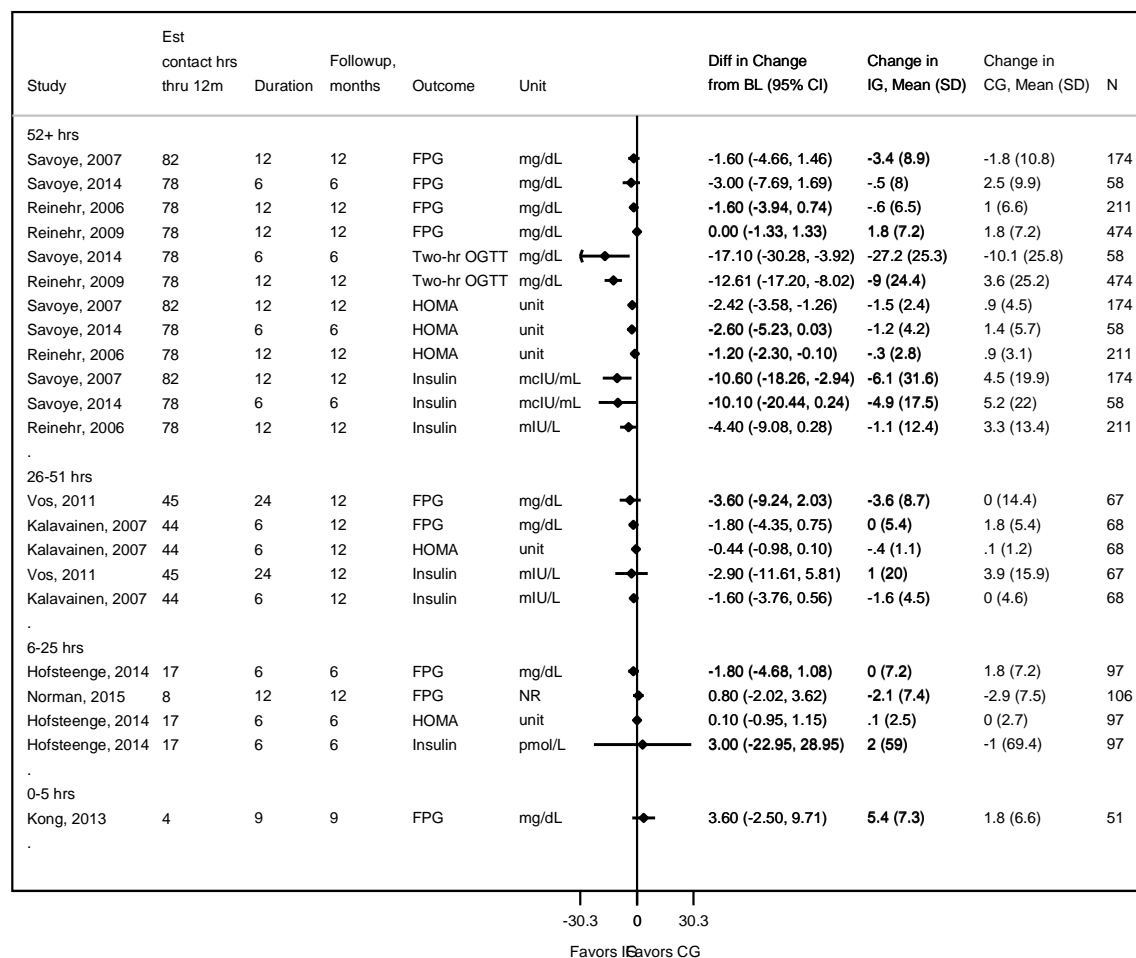 Est
contact hrs Followup, Diff in Change Change in Change in
Study thru 12m Duration months Outcome Unit from BL (95% CI) IG, Mean (SD) CG, Mean (SD) N
52+ hrs
Savoye, 2007 82 12 12 FPG mg/dL -1.60 (-4.66, 1.46) -3.4 (8.9) -1.8 (10.8) 174
Savoye, 2014 78 6 6 FPG mg/dL -3.00 (-7.69, 1.69) -.5 (8) 2.5 (9.9) 58
Reinehr, 2006 78 12 12 FPG mg/dL -1.60 (-3.94, 0.74) -.6 (6.5) 1 (6.6) 211
Reinehr, 2009 78 12 12 FPG mg/dL 0.00 (-1.33, 1.33) 1.8 (7.2) 1.8 (7.2) 474
Savoye, 2014 78 6 6 Two-hr OGTT mg/dL -17.10 (-30.28, -3.92) -27.2 (25.3) -10.1 (25.8) 58
Reinehr, 2009 78 12 12 Two-hr OGTT mg/dL -12.61 (-17.20, -8.02) -9 (24.4) 3.6 (25.2) 474
Savoye, 2007 82 12 12 HOMA unit -2.42 (-3.58, -1.26) -1.5 (2.4) .9 (4.5) 174
Savoye, 2014 78 6 6 HOMA unit -2.60 (-5.23, 0.03) -1.2 (4.2) 1.4 (5.7) 58
Reinehr, 2006 78 12 12 HOMA unit -1.20 (-2.30, -0.10) -.3 (2.8) .9 (3.1) 211
Savoye, 2007 82 12 12 Insulin mcIU/mL -10.60 (-18.26, -2.94) -6.1 (31.6) 4.5 (19.9) 174
Savoye, 2014 78 6 6 Insulin mcIU/mL -10.10 (-20.44, 0.24) -4.9 (17.5) 5.2 (22) 58
Reinehr, 2006 78 12 12 Insulin mIU/L -4.40 (-9.08, 0.28) -1.1 (12.4) 3.3 (13.4) 211
.
26-51 hrs
Vos, 2011 45 24 12 FPG mg/dL -3.60 (-9.24, 2.03) -3.6 (8.7) 0 (14.4) 67
Kalavainen, 2007 44 6 12 FPG mg/dL -1.80 (-4.35, 0.75) 0 (5.4) 1.8 (5.4) 68
Kalavainen, 2007 44 6 12 HOMA unit -0.44 (-0.98, 0.10) -.4 (1.1) .1 (1.2) 68
Vos, 2011 45 24 12 Insulin mIU/L -2.90 (-11.61, 5.81) 1 (20) 3.9 (15.9) 67
Kalavainen, 2007 44 6 12 Insulin mIU/L -1.60 (-3.76, 0.56) -1.6 (4.5) 0 (4.6) 68
.
6-25 hrs
Hofsteenge, 2014 17 6 6 FPG mg/dL -1.80 (-4.68, 1.08) 0 (7.2) 1.8 (7.2) 97
Norman, 2015 8 12 12 FPG NR 0.80 (-2.02, 3.62) -2.1 (7.4) -2.9 (7.5) 106
Hofsteenge, 2014 17 6 6 HOMA unit 0.10 (-0.95, 1.15) .1 (2.5) 0 (2.7) 97
Hofsteenge, 2014 17 6 6 Insulin pmol/L 3.00 (-22.95, 28.95) 2 (59) -1 (69.4) 97
.
0-5 hrs
Kong, 2013 4 9 9 FPG mg/dL 3.60 (-2.50, 9.71) 5.4 (7.3) 1.8 (6.6) 51
.
-30.3 0 30.3
Favors IG Favors CG